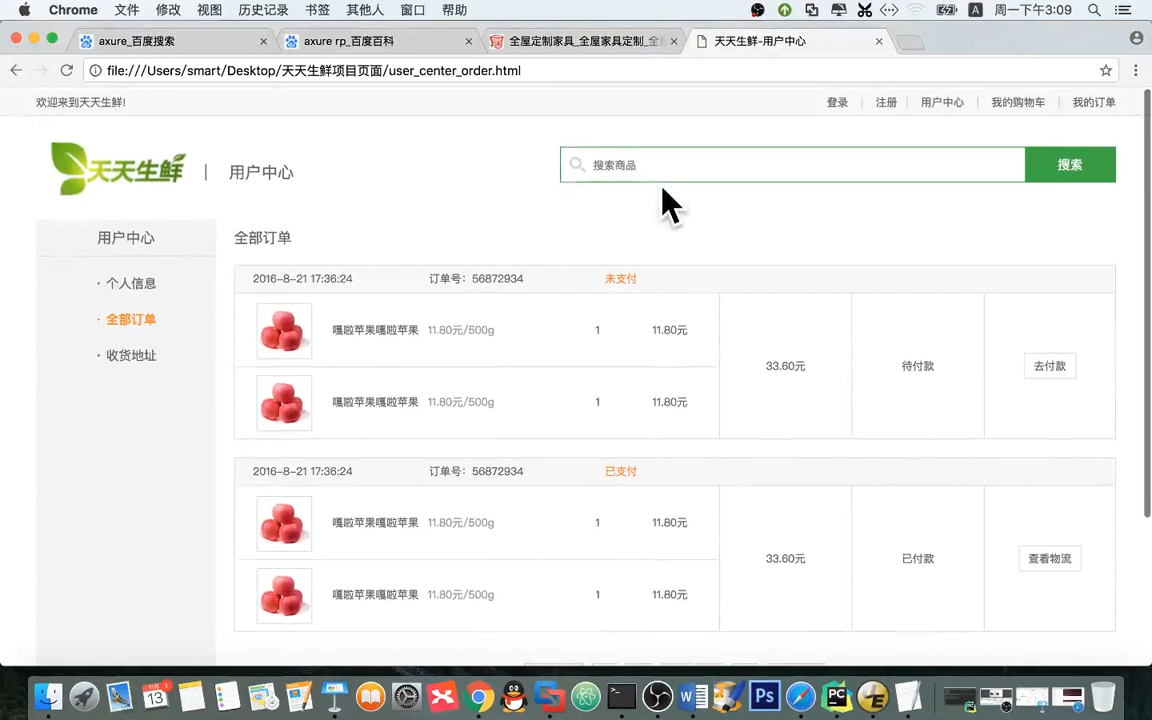 Chrome 文件 修改 视图 历史记录 书签 其他人 窗口 帮助 A 周一下午3:09
axure_百度搜索 axure rp_百度百科 全屋定制家具_全屋家具定制_全 天天生鲜-用户中心
file:///Users/smart/Desktop/天天生鲜项目页面/user_center_order.html
欢迎来到天天生鲜! 登录 | 注册 | 用户中心 | 我的购物车 | 我的订单
天天生鲜 | 用户中心 搜索商品 搜索
用户中心
· 个人信息
· 全部订单
· 收货地址
全部订单
2016-8-21 17:36:24 订单号：56872934 未支付
嘎啦苹果嘎啦苹果 11.80元/500g 1 11.80元
33.60元 待付款 去付款
嘎啦苹果嘎啦苹果 11.80元/500g 1 11.80元
2016-8-21 17:36:24 订单号：56872934 已支付
嘎啦苹果嘎啦苹果 11.80元/500g 1 11.80元
33.60元 已付款 查看物流
嘎啦苹果嘎啦苹果 11.80元/500g 1 11.80元
13 W Ps PC